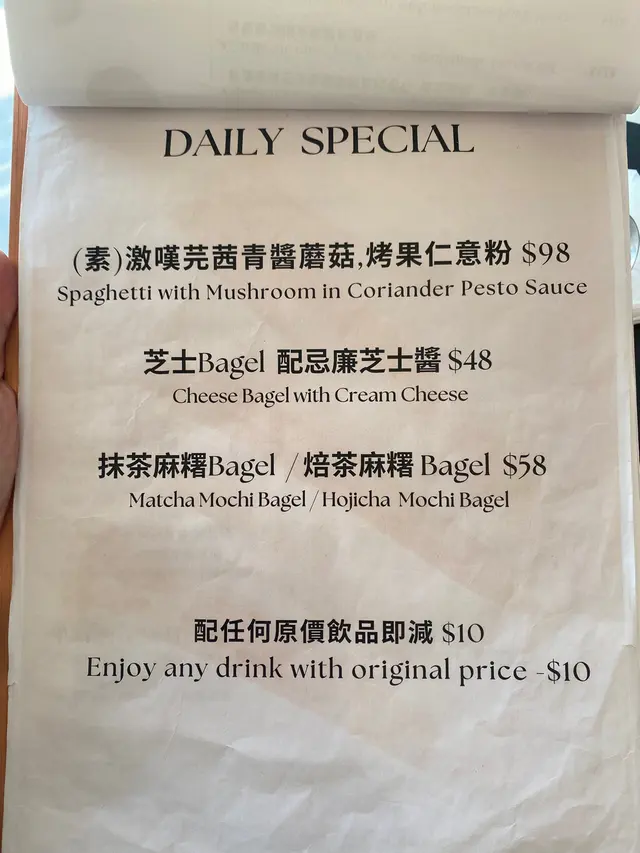 DAILY SPECIAL
(素)激嘆芫茜青醬蘑菇,烤果仁意粉 $98
Spaghetti with Mushroom in Coriander Pesto Sauce
芝士Bagel 配忌廉芝士醬 $48
Cheese Bagel with Cream Cheese
抹茶麻糬Bagel / 焙茶麻糬 Bagel $58
Matcha Mochi Bagel / Hojicha Mochi Bagel
配任何原價飲品即減 $10
Enjoy any drink with original price -$10